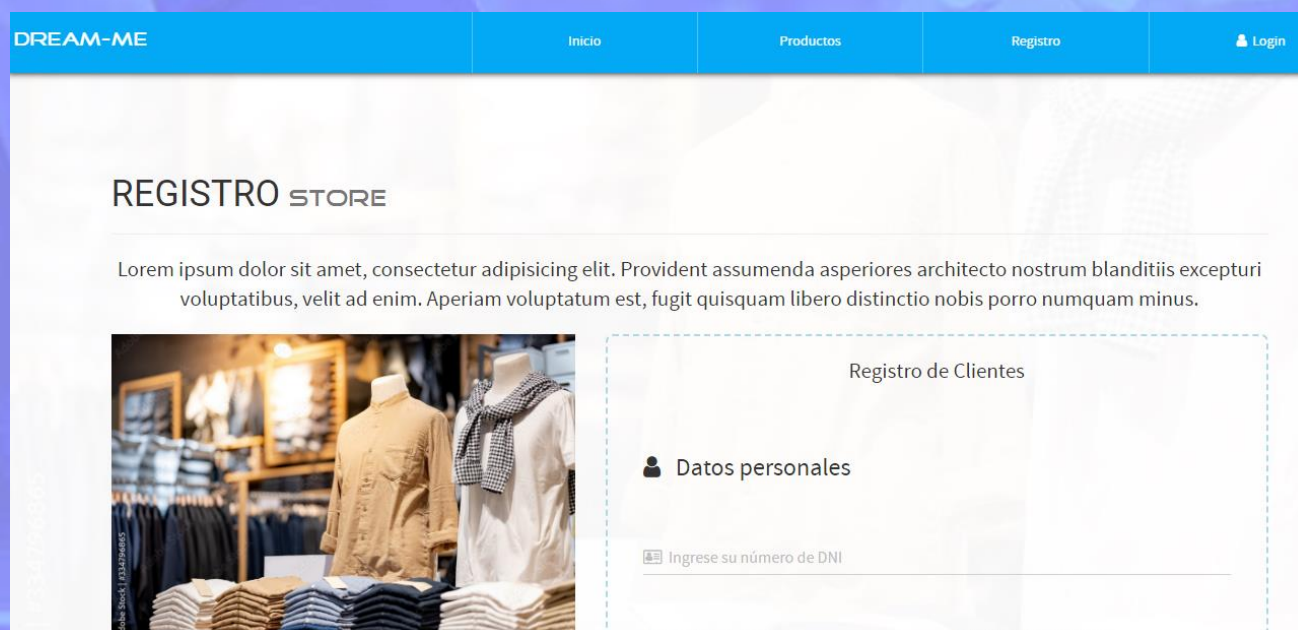 DREAM-ME
Inicio
Productos
Registro
Login
REGISTRO STORE
Lorem ipsum dolor sit amet, consectetur adipisicing elit. Provident assumenda asperiores architecto nostrum blanditiis excepturi
voluptatibus, velit ad enim. Aperiam voluptatum est, fugit quisquam libero distinctio nobis porro numquam minus.
Registro de Clientes
Datos personales
Ingrese su número de DNI
Stock | #334796865